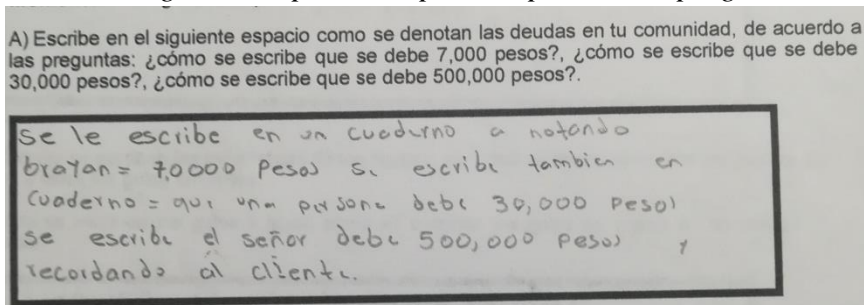 A) Escribe en el siguiente espacio como se denotan las deudas en tu comunidad, de acuerdo a
las preguntas: ¿cómo se escribe que se debe 7,000 pesos?, ¿cómo se escribe que se debe
30,000 pesos?, ¿cómo se escribe que se debe 500,000 pesos?.
Se le escribe en un cuaderno a notando
brayan = 7,0000 Pesos se escribe tambien en
Cuaderno = que una persona debe 30,000 pesos
se escribe el señor debe 500,000 pesos y
recordando al cliente.